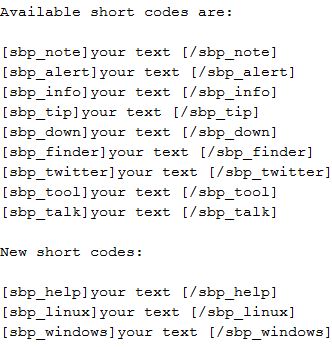 Available short codes are:
[sbp_note]your text [/sbp_note]
[sbp_alert]your text [/sbp_alert]
[sbp_info]your text [/sbp_info]
[sbp_tip]your text [/sbp_tip]
[sbp_down]your text [/sbp_down]
[sbp_finder]your text [/sbp_finder]
[sbp_twitter]your text [/sbp_twitter]
[sbp_tool]your text [/sbp_tool]
[sbp_talk]your text [/sbp_talk]
New short codes:
[sbp_help]your text [/sbp_help]
[sbp_linux]your text [/sbp_linux]
[sbp_windows]your text [/sbp_windows]